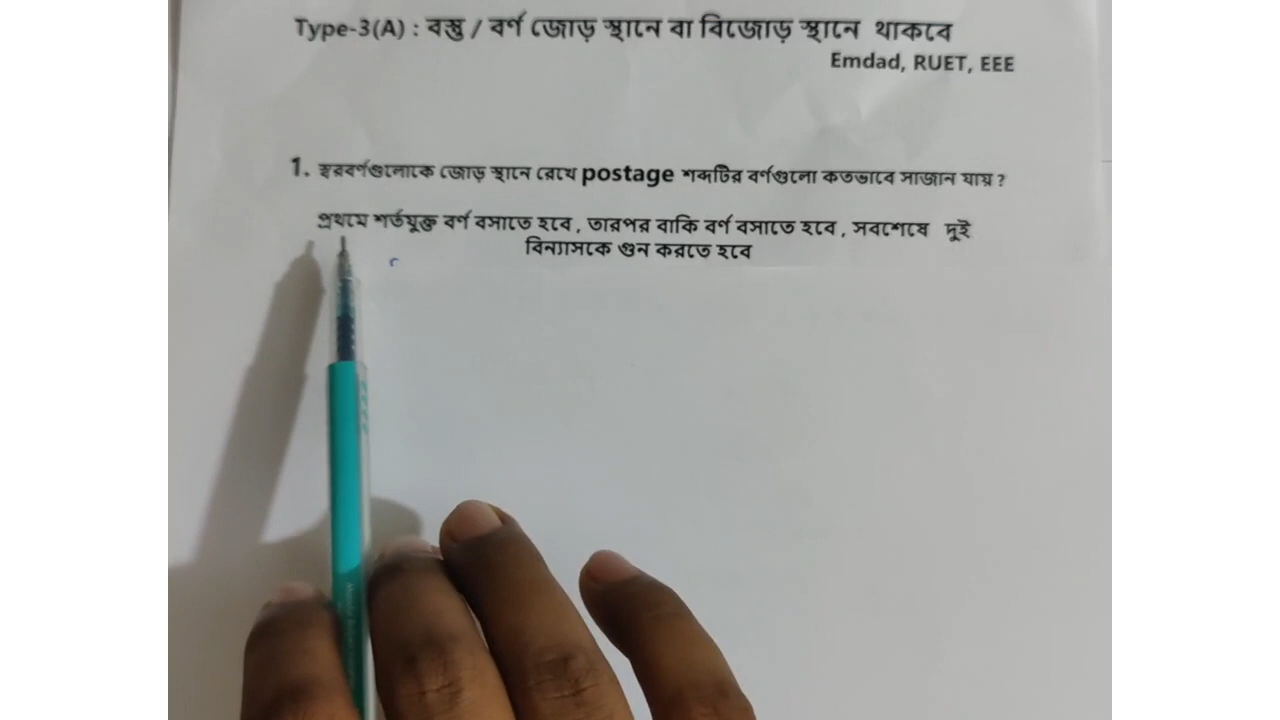 Type-3(A) : বস্তু / বর্ণ জোড় স্থানে বা বিজোড় স্থানে থাকবে
Emdad, RUET, EEE
1. স্বরবর্ণগুলোকে জোড় স্থানে রেখে postage শব্দটির বর্ণগুলো কতভাবে সাজান যায় ?
প্রথমে শর্তযুক্ত বর্ণ বসাতে হবে , তারপর বাকি বর্ণ বসাতে হবে , সবশেষে দুই
বিন্যাসকে গুন করতে হবে